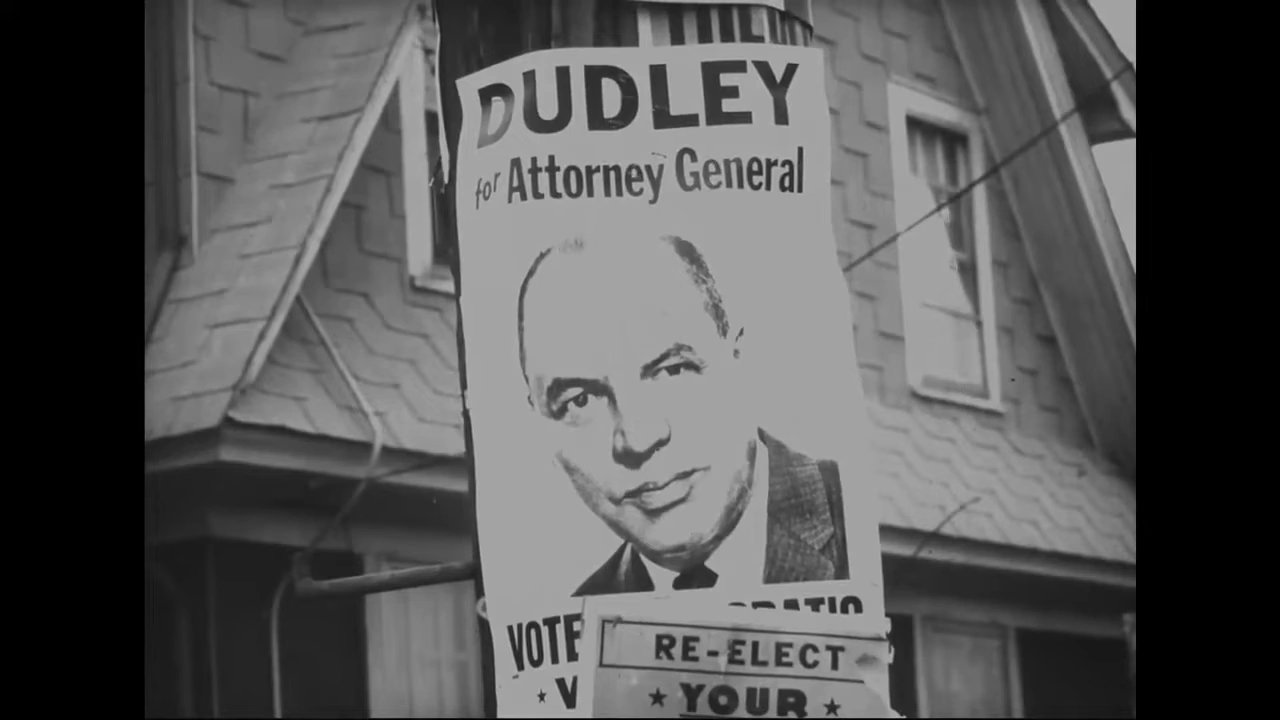 DUDLEY
for Attorney General
VOTE
RE-ELECT
★ V
★ YOUR ★